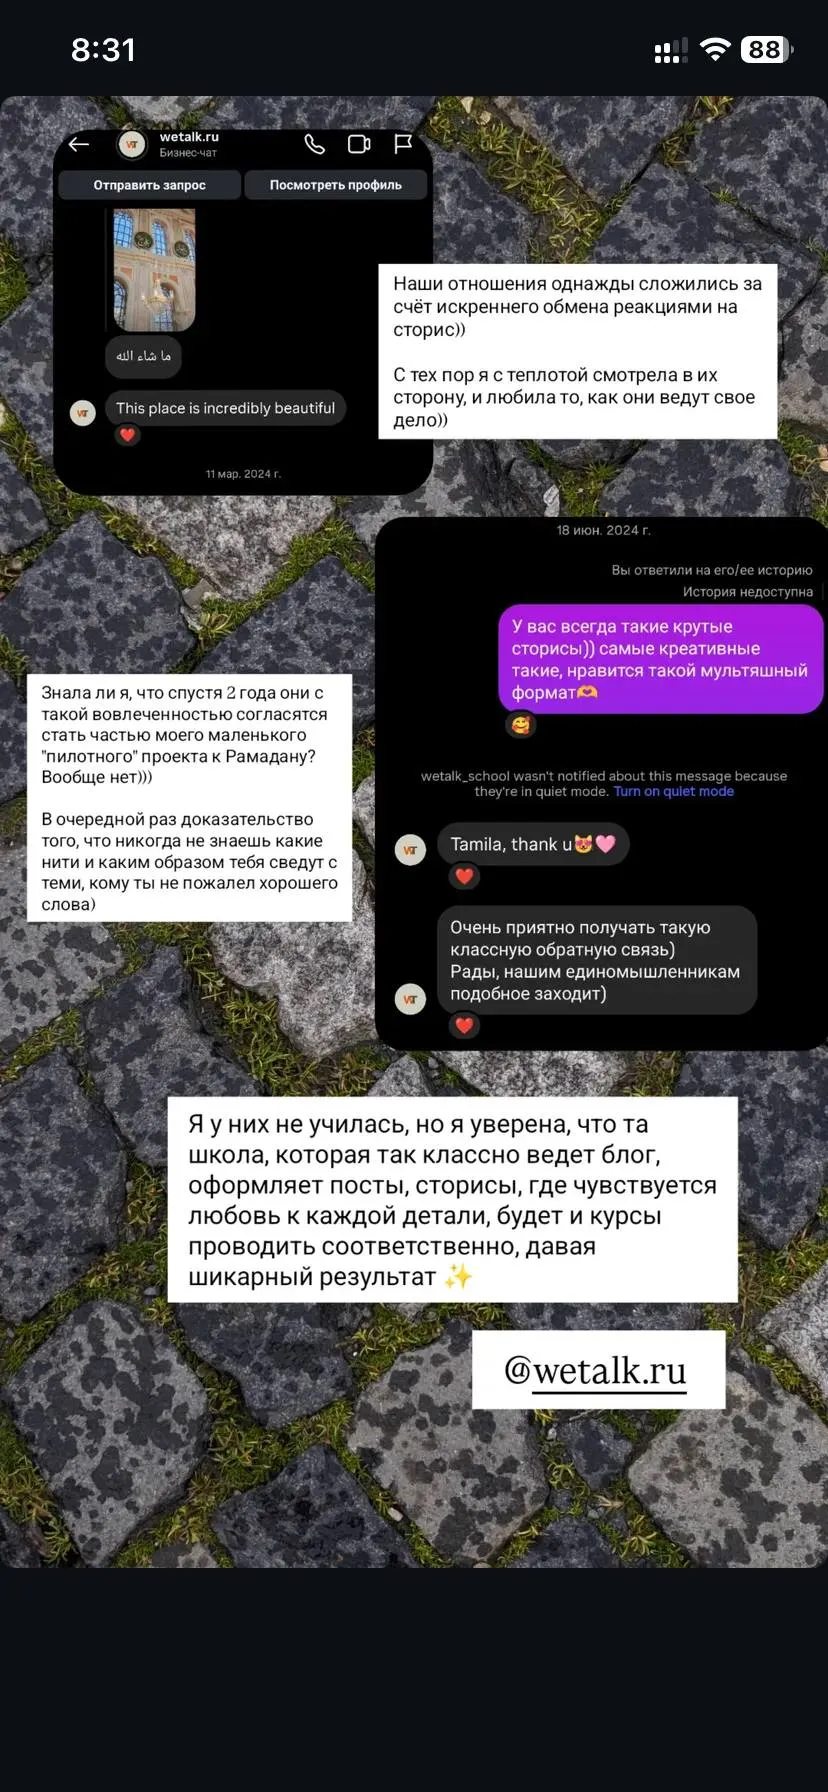 8:31
88
wetalk.ru
Бизнес-чат
Отправить запрос
Посмотреть профиль
ما شاء الله
This place is incredibly beautiful
11 мар. 2024 г.
Наши отношения однажды сложились за
счёт искреннего обмена реакциями на
сторис))
С тех пор я с теплотой смотрела в их
сторону, и любила то, как они ведут свое
дело))
18 июн. 2024 г.
Вы ответили на его/ее историю
История недоступна
У вас всегда такие крутые
сторисы)) самые креативные
такие, нравится такой мультяшный
формат🫶
🥰
Знала ли я, что спустя 2 года они с
такой вовлеченностью согласятся
стать частью моего маленького
"пилотного" проекта к Рамадану?
Вообще нет)))
В очередной раз доказательство
того, что никогда не знаешь какие
нити и каким образом тебя сведут с
теми, кому ты не пожалел хорошего
слова)
wetalk_school wasn't notified about this message because
they're in quiet mode. Turn on quiet mode
Tamila, thank u😻🩷
Очень приятно получать такую
классную обратную связь)
Рады, нашим единомышленникам
подобное заходит)
Я у них не училась, но я уверена, что та
школа, которая так классно ведет блог,
оформляет посты, сторисы, где чувствуется
любовь к каждой детали, будет и курсы
проводить соответственно, давая
шикарный результат ✨
@wetalk.ru